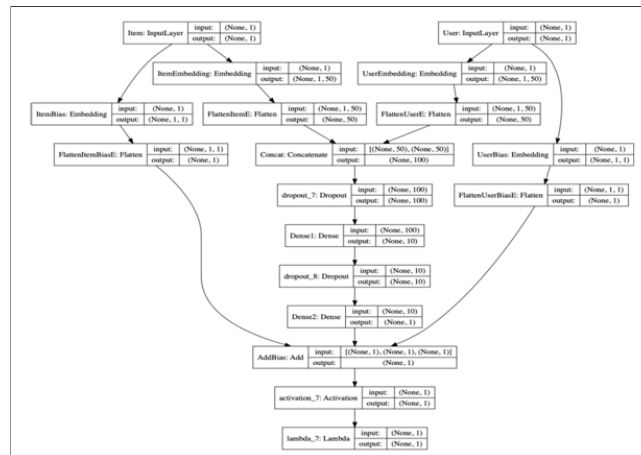 Item: InputLayer
input: (None, 1)
output: (None, 1)
User: InputLayer
input: (None, 1)
output: (None, 1)
ItemEmbedding: Embedding
input: (None, 1)
output: (None, 1, 50)
UserEmbedding: Embedding
input: (None, 1)
output: (None, 1, 50)
ItemBias: Embedding
input: (None, 1)
output: (None, 1, 1)
FlattenItemE: Flatten
input: (None, 1, 50)
output: (None, 50)
FlattenUserE: Flatten
input: (None, 1, 50)
output: (None, 50)
FlattenItemBiasE: Flatten
input: (None, 1, 1)
output: (None, 1)
Concat: Concatenate
input: [(None, 50), (None, 50)]
output: (None, 100)
UserBias: Embedding
input: (None, 1)
output: (None, 1, 1)
dropout_7: Dropout
input: (None, 100)
output: (None, 100)
FlattenUserBiasE: Flatten
input: (None, 1, 1)
output: (None, 1)
Dense1: Dense
input: (None, 100)
output: (None, 10)
dropout_8: Dropout
input: (None, 10)
output: (None, 10)
Dense2: Dense
input: (None, 10)
output: (None, 1)
AddBias: Add
input: [(None, 1), (None, 1), (None, 1)]
output: (None, 1)
activation_7: Activation
input: (None, 1)
output: (None, 1)
lambda_7: Lambda
input: (None, 1)
output: (None, 1)